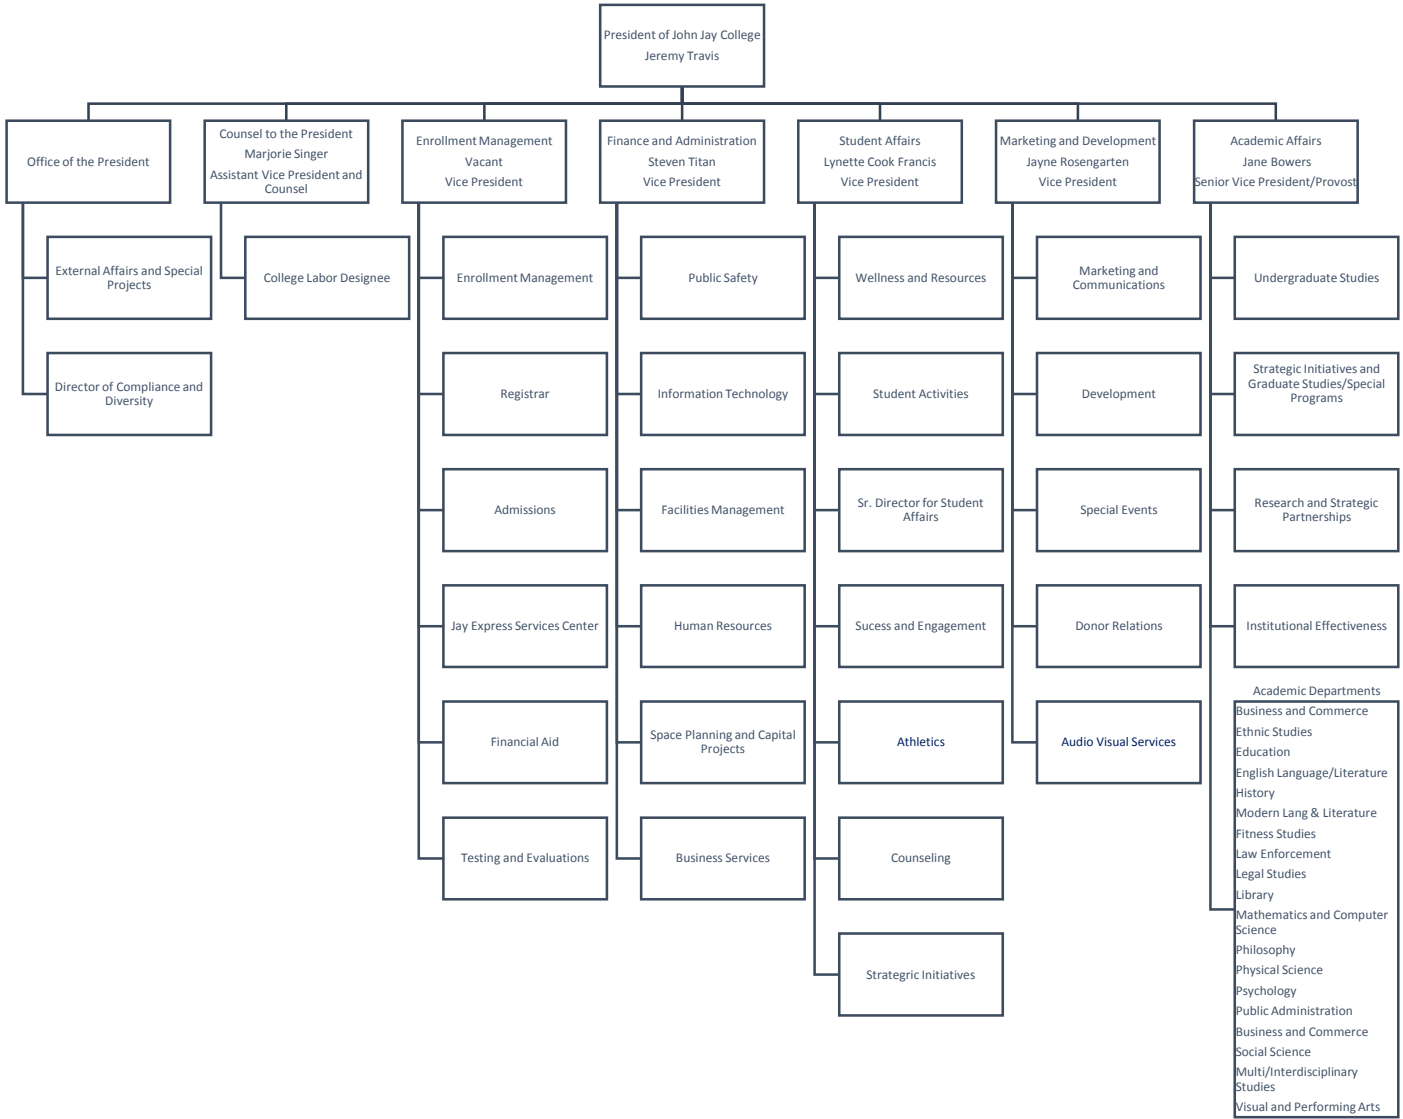 President of John Jay College
Jeremy Travis
Office of the President
Counsel to the President
Marjorie Singer
Assistant Vice President and
Counsel
Enrollment Management
Vacant
Vice President
Finance and Administration
Steven Titan
Vice President
Student Affairs
Lynette Cook Francis
Vice President
Marketing and Development
Jayne Rosengarten
Vice President
Academic Affairs
Jane Bowers
Senior Vice President/Provost
External Affairs and Special
Projects
Director of Compliance and
Diversity
College Labor Designee
Enrollment Management
Registrar
Admissions
Jay Express Services Center
Financial Aid
Testing and Evaluations
Public Safety
Information Technology
Facilities Management
Human Resources
Space Planning and Capital
Projects
Business Services
Wellness and Resources
Student Activities
Sr. Director for Student
Affairs
Sucess and Engagement
Athletics
Counseling
Strategric Initiatives
Marketing and
Communications
Development
Special Events
Donor Relations
Audio Visual Services
Undergraduate Studies
Strategic Initiatives and
Graduate Studies/Special
Programs
Research and Strategic
Partnerships
Institutional Effectiveness
Academic Departments
Business and Commerce
Ethnic Studies
Education
English Language/Literature
History
Modern Lang & Literature
Fitness Studies
Law Enforcement
Legal Studies
Library
Mathematics and Computer
Science
Philosophy
Physical Science
Psychology
Public Administration
Business and Commerce
Social Science
Multi/Interdisciplinary
Studies
Visual and Performing Arts